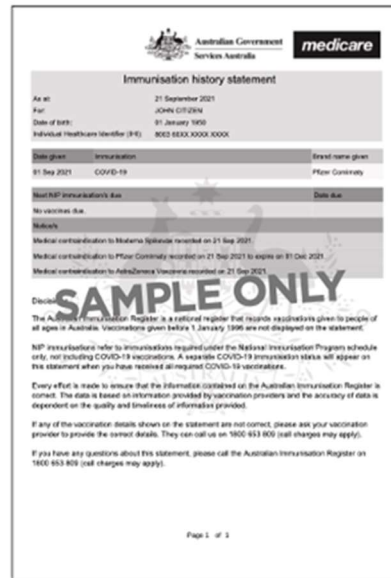 Australian Government
Services Australia
medicare
Immunisation history statement
As at: 21 September 2021
For: JOHN CITIZEN
Date of birth: 01 January 1950
Individual Healthcare Identifier (IHI) 8003 60XX XXXX XXXX
Date given Immunisation Brand name given
01 Sep 2021 COVID-19 Pfizer Comirnaty
Next NIP immunisation/s due Date due
No vaccines due.
Notice/s
Medical contraindication to Moderna Spikevax recorded on 21 Sep 2021
Medical contraindication to Pfizer Comirnaty recorded on 21 Sep 2021 to expire on 01 Dec 2021
Medical contraindication to AstraZeneca Vaxzevria recorded on 21 Sep 2021
SAMPLE ONLY
The Australian Immunisation Register is a national register that records vaccinations given to people of
all ages in Australia. Vaccinations given before 1 January 1996 are not displayed on the statement.
NIP immunisations refer to immunisations required under the National Immunisation Program schedule
only, not including COVID-19 vaccinations. A separate COVID-19 immunisation status will appear on
this statement when you have received all required COVID-19 vaccinations.
Every effort is made to ensure that the information contained on the Australian Immunisation Register is
correct. The data is based on information provided by vaccination providers and the accuracy of data is
dependent on the quality and timeliness of information provided.
If any of the vaccination details shown on the statement are not correct, please ask your vaccination
provider to provide the correct details. They can call us on 1800 653 809 (call charges may apply).
If you have any questions about this statement, please call the Australian Immunisation Register on
1800 653 809 (call charges may apply).
Page 1 of 3